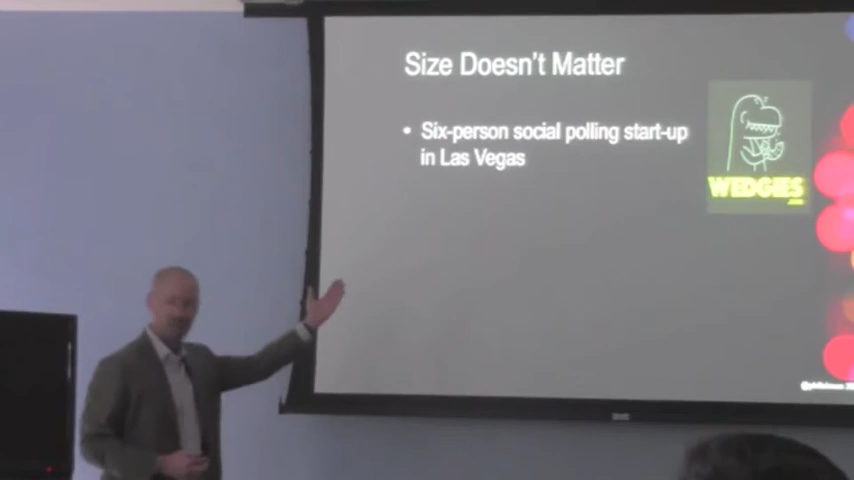 Size Doesn't Matter
• Six-person social polling start-up
in Las Vegas
WEDGIES